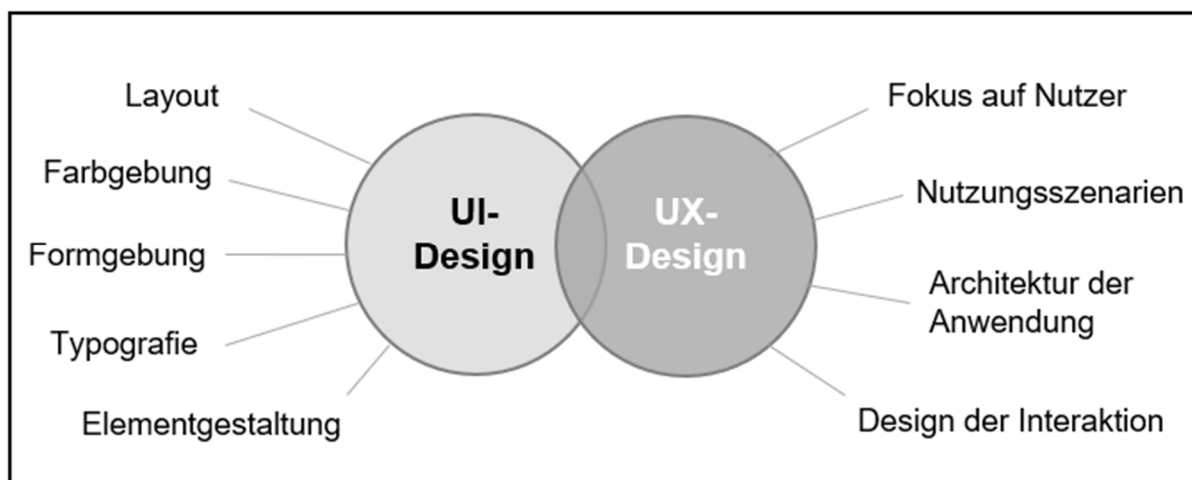 Layout
Farbgebung
Formgebung
Typografie
Elementgestaltung
UI-
Design
UX-
Design
Fokus auf Nutzer
Nutzungsszenarien
Architektur der
Anwendung
Design der Interaktion